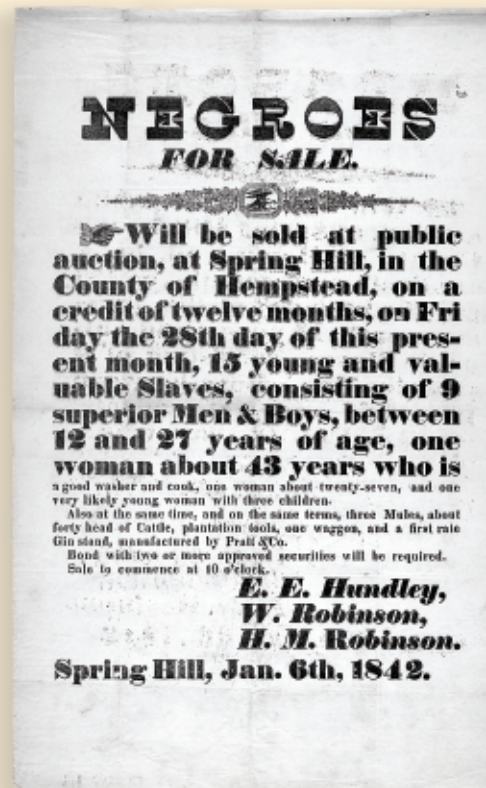 NEGROES
FOR SALE.
Will be sold at public
auction, at Spring Hill, in the
County of Hempstead, on a
credit of twelve months, on Fri
day the 28th day of this pres-
ent month, 15 young and val-
uable Slaves, consisting of 9
superior Men & Boys, between
12 and 27 years of age, one
woman about 43 years who is
a good washer and cook, one woman about twenty-seven, and one
very likely young woman with three children.
Also at the same time, and on the same terms, three Mules, about
forty head of Cattle, plantation tools, one waggon, and a first rate
Gin stand, manufactured by Pratt &Co.
Bond with two or more approved securities will be required.
Sale to commence at 10 o'clock.
E. E. Hundley,
W. Robinson,
H. M. Robinson.
Spring Hill, Jan. 6th, 1842.